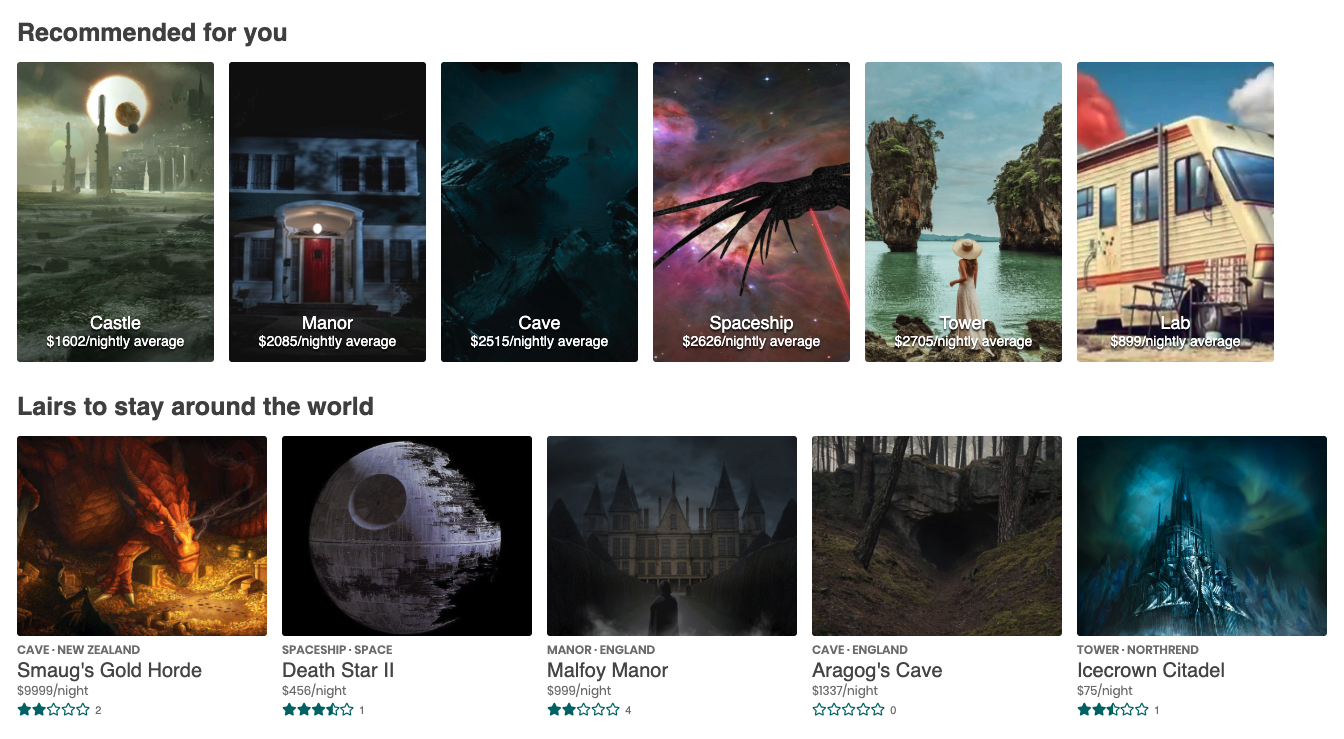 Recommended for you
Castle
$1602/nightly average
Manor
$2085/nightly average
Cave
$2515/nightly average
Spaceship
$2626/nightly average
Tower
$2705/nightly average
Lab
$899/nightly average
Lairs to stay around the world
CAVE · NEW ZEALAND
Smaug's Gold Horde
$9999/night
2
SPACESHIP · SPACE
Death Star II
$456/night
1
MANOR · ENGLAND
Malfoy Manor
$999/night
4
CAVE · ENGLAND
Aragog's Cave
$1337/night
0
TOWER · NORTHREND
Icecrown Citadel
$75/night
1